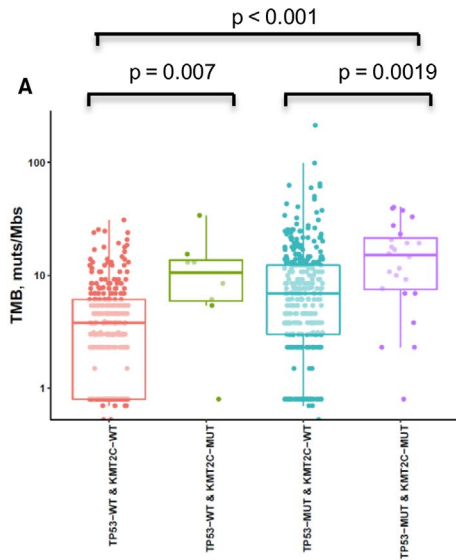 p < 0.001
p = 0.007
p = 0.0019
A
TMB, muts/Mbs
100
10
1
TP53-WT & KMT2C-WT
TP53-WT & KMT2C-MUT
TP53-MUT & KMT2C-WT
TP53-MUT & KMT2C-MUT